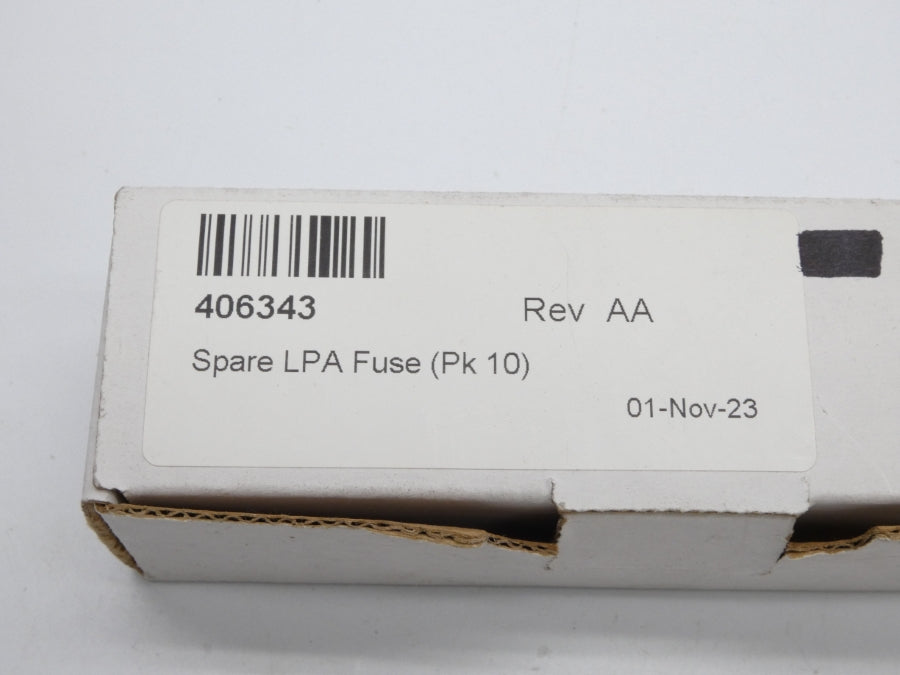 406343 Rev AA
Spare LPA Fuse (Pk 10)
01-Nov-23